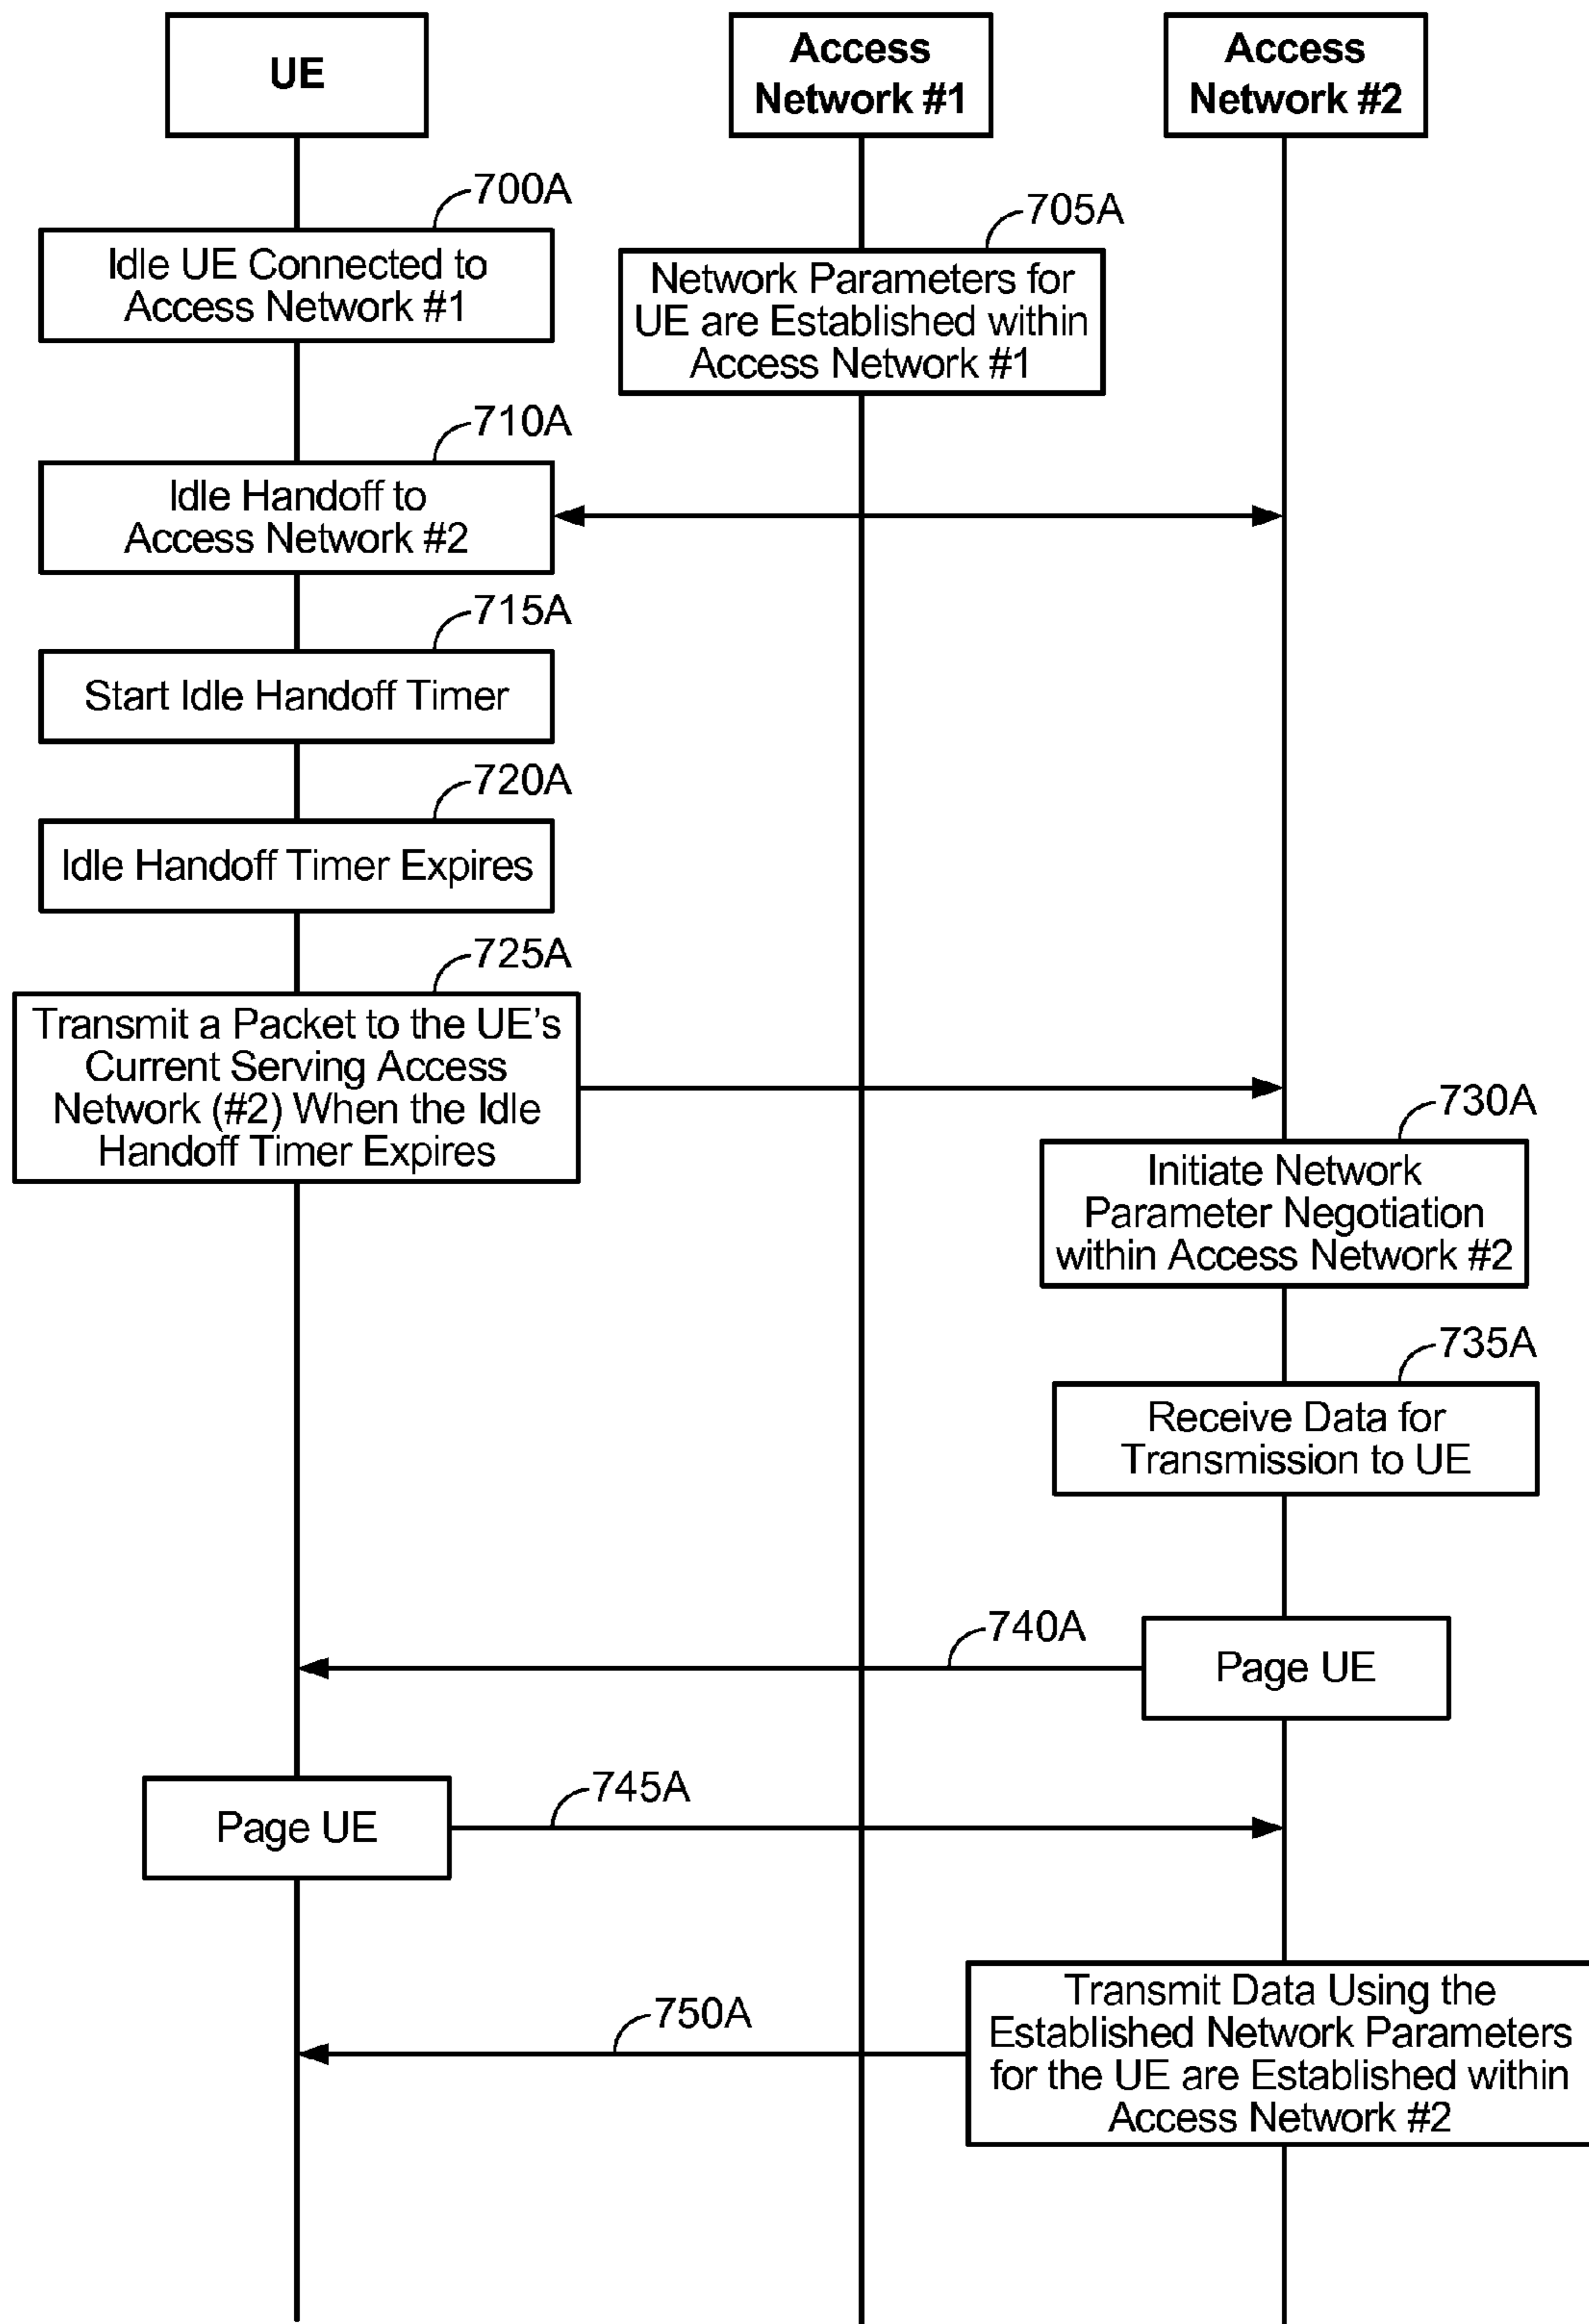 UE
Access
Network #1
Access
Network #2
700A
Idle UE Connected to
Access Network #1
705A
Network Parameters for
UE are Established within
Access Network #1
710A
Idle Handoff to
Access Network #2
715A
Start Idle Handoff Timer
720A
Idle Handoff Timer Expires
725A
Transmit a Packet to the UE's
Current Serving Access
Network (#2) When the Idle
Handoff Timer Expires
730A
Initiate Network
Parameter Negotiation
within Access Network #2
735A
Receive Data for
Transmission to UE
740A
Page UE
745A
Page UE
750A
Transmit Data Using the
Established Network Parameters
for the UE are Established within
Access Network #2